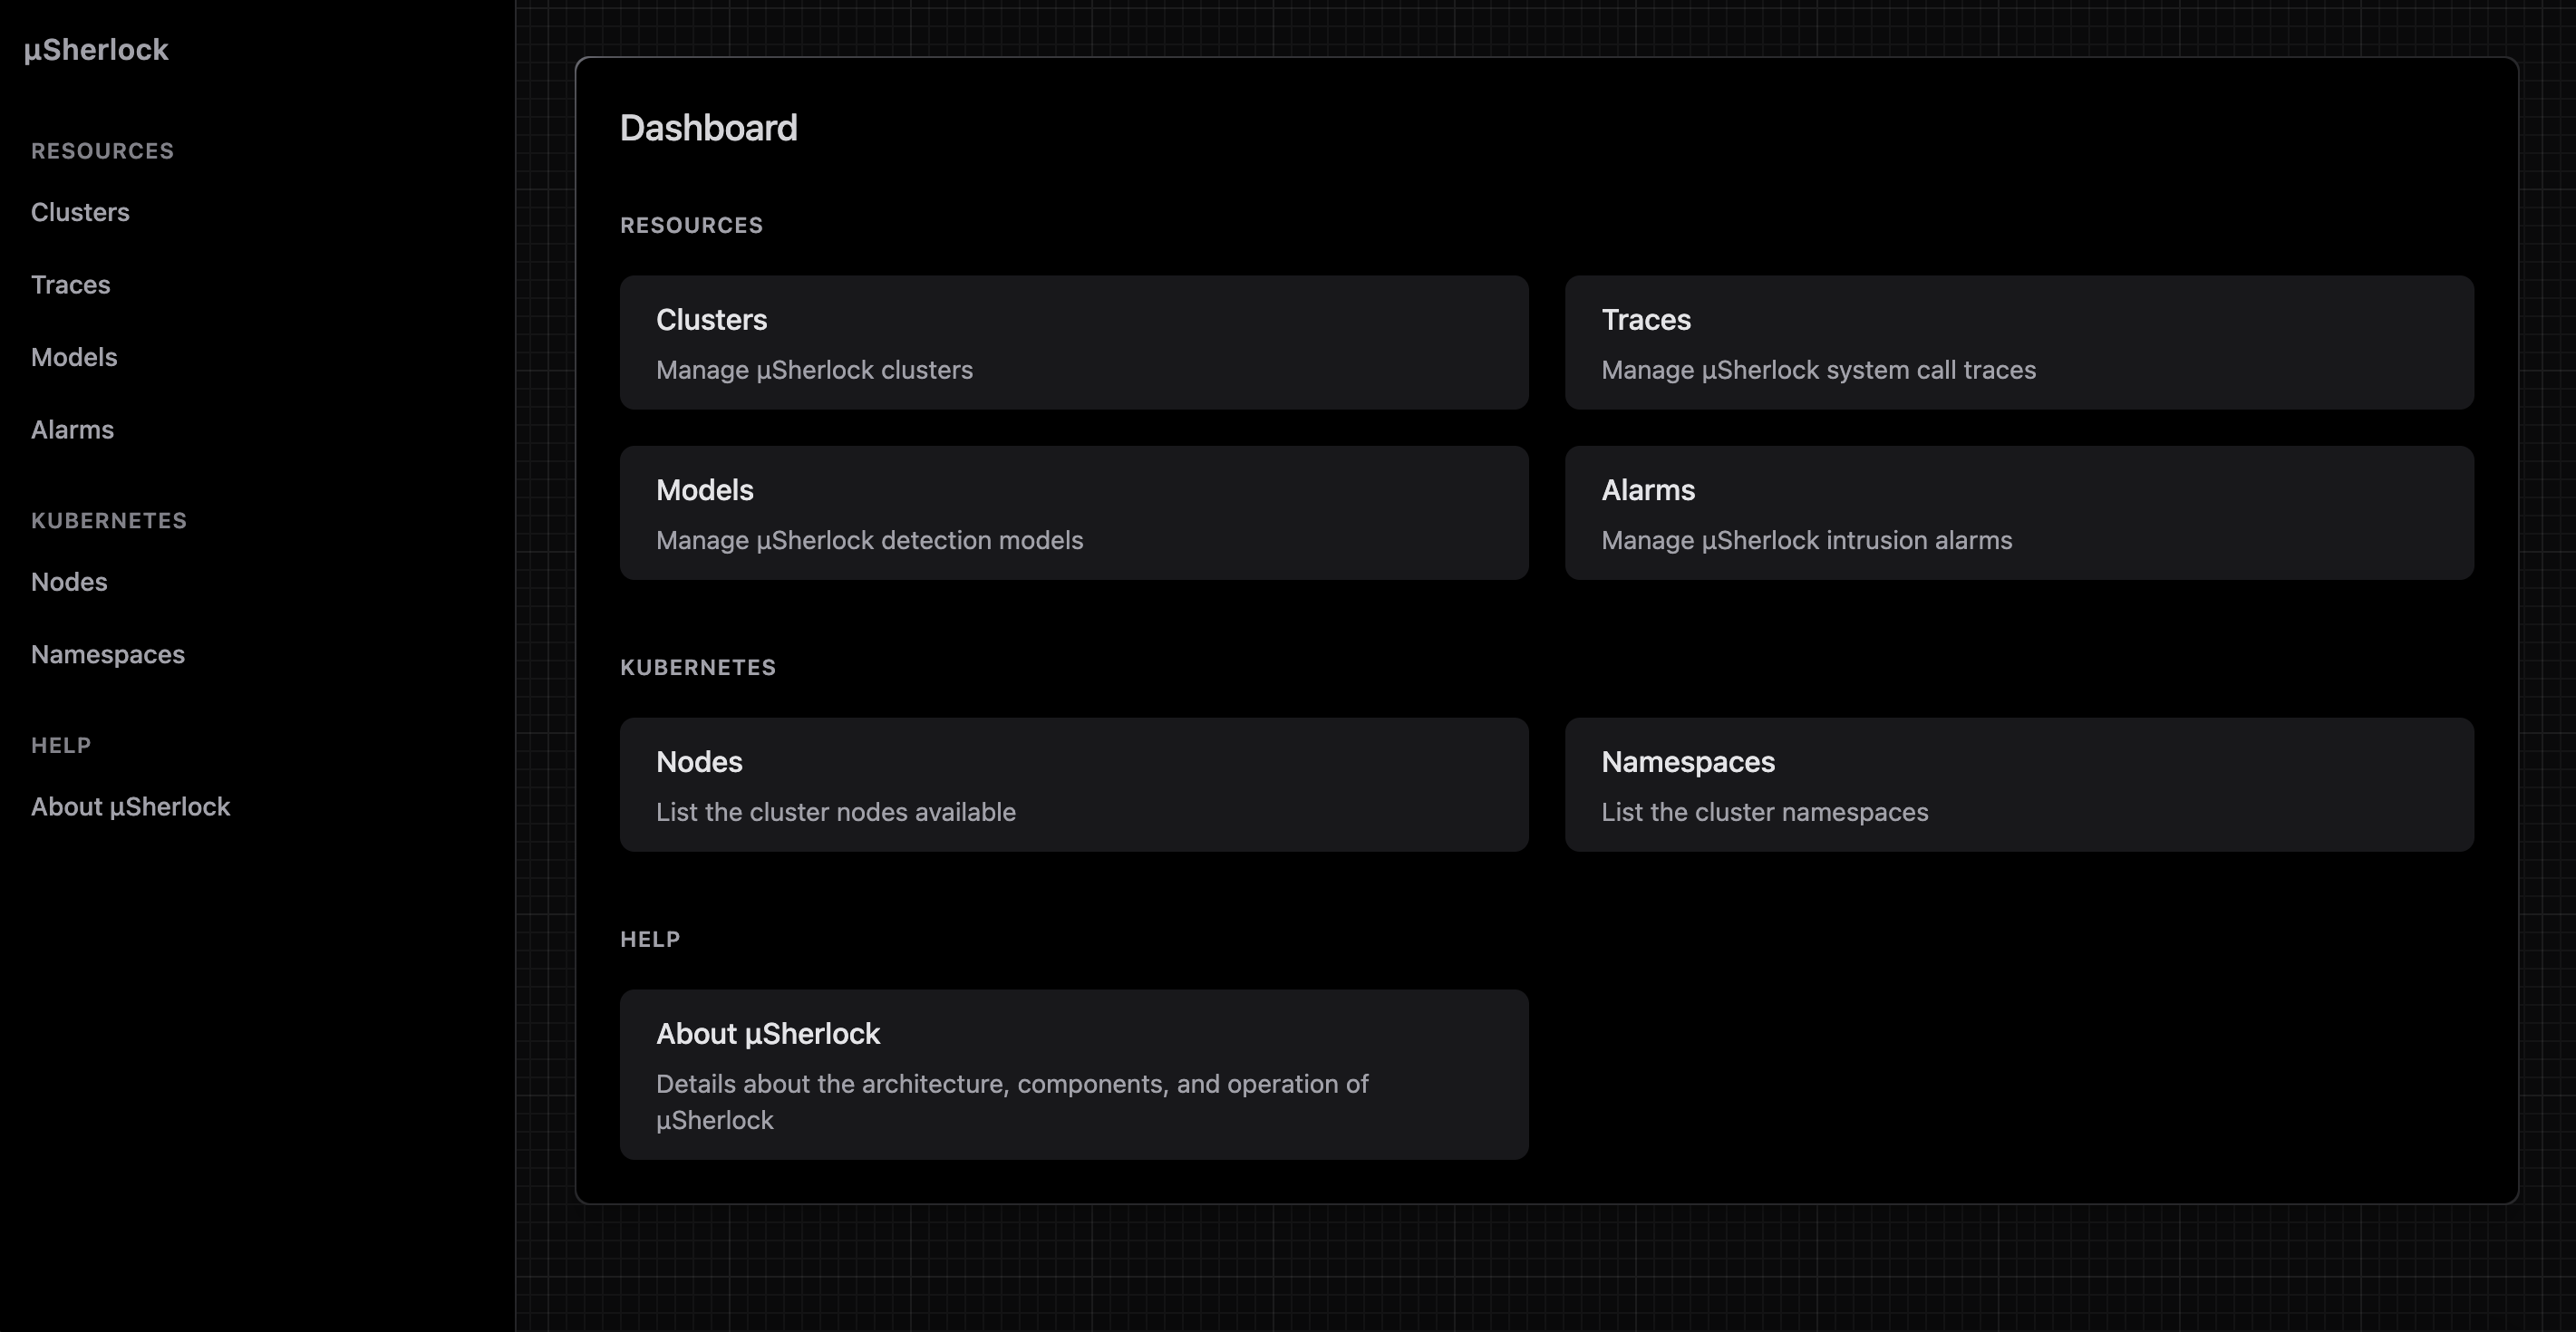 µSherlock
RESOURCES
Clusters
Traces
Models
Alarms
KUBERNETES
Nodes
Namespaces
HELP
About µSherlock
Dashboard
RESOURCES
Clusters
Manage µSherlock clusters
Traces
Manage µSherlock system call traces
Models
Manage µSherlock detection models
Alarms
Manage µSherlock intrusion alarms
KUBERNETES
Nodes
List the cluster nodes available
Namespaces
List the cluster namespaces
HELP
About µSherlock
Details about the architecture, components, and operation of
µSherlock